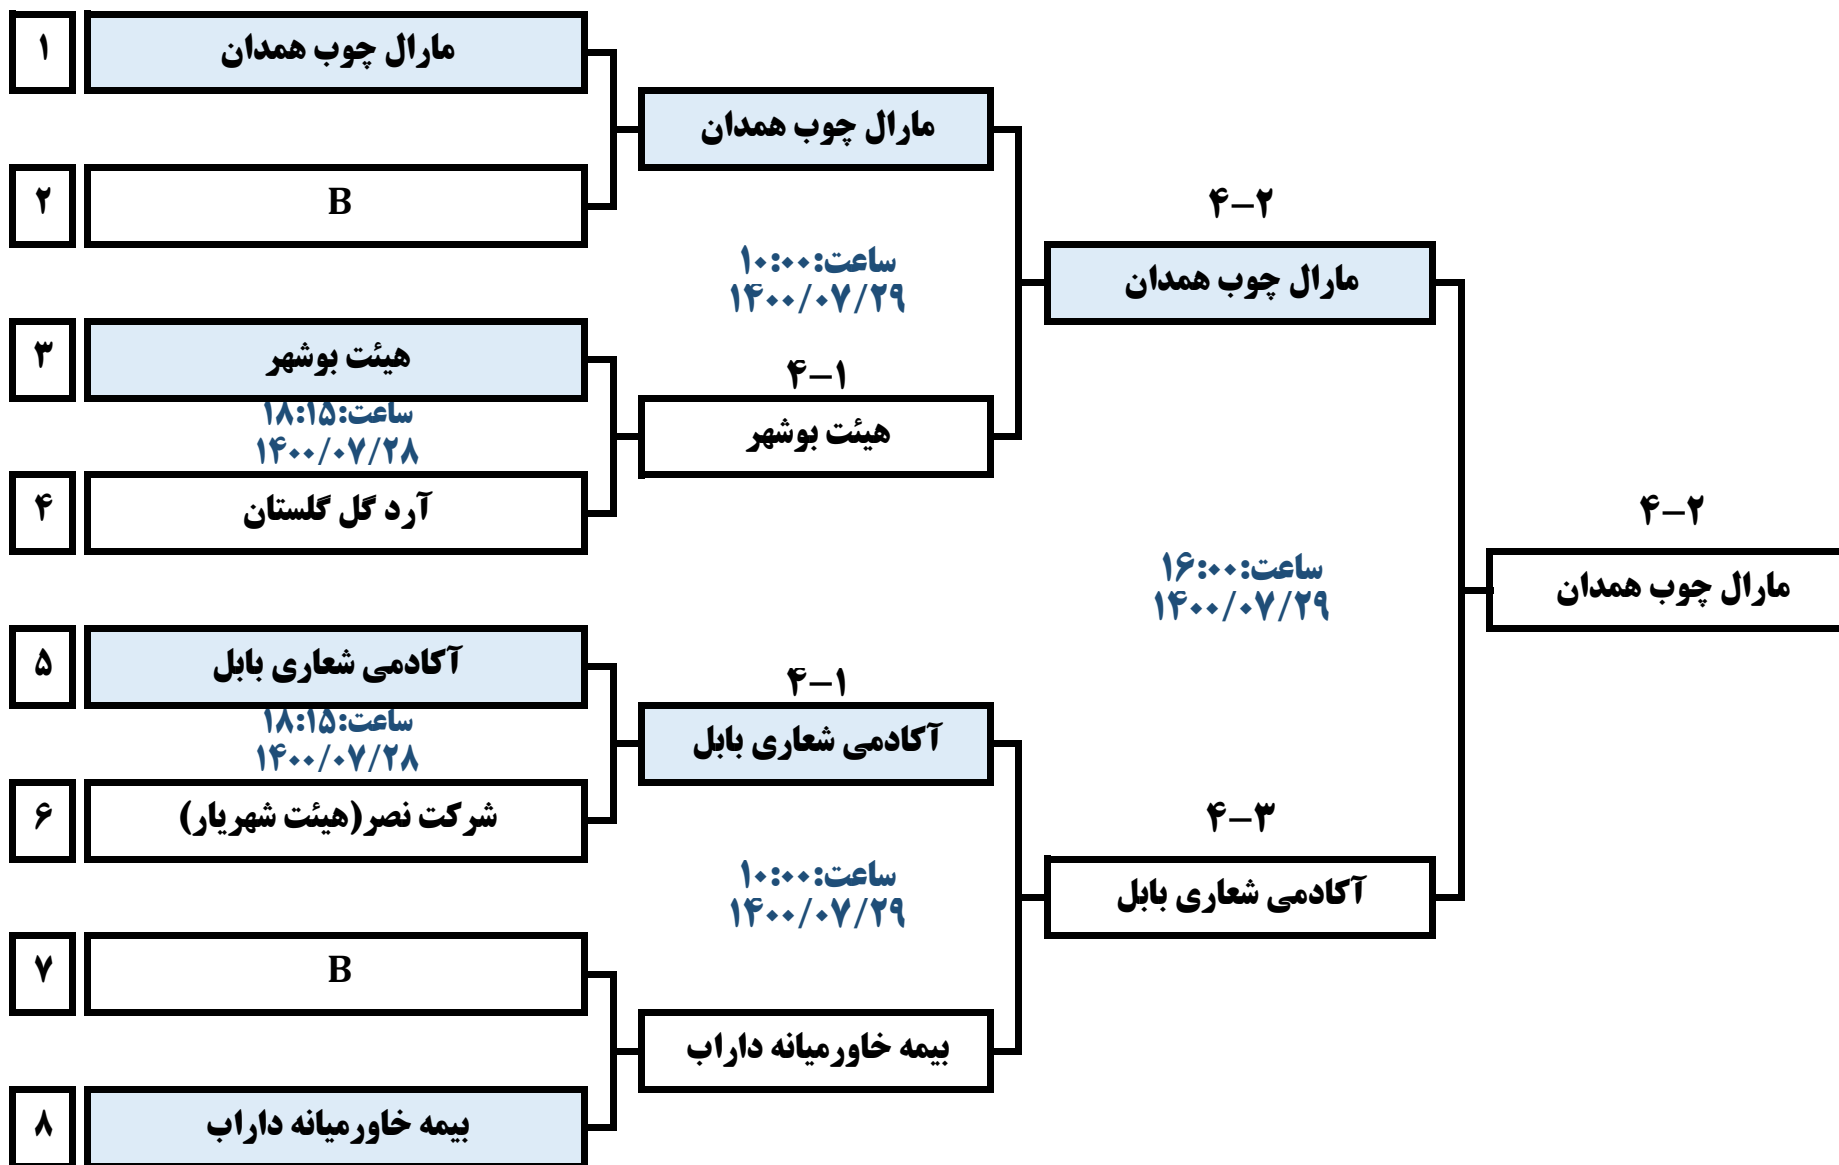 ۱
مارال چوب همدان
مارال چوب همدان
۲
B
۴-۲
ساعت:۱۰:۰۰
۱۴۰۰/۰۷/۲۹
مارال چوب همدان
۳
هیئت بوشهر
۴-۱
ساعت:۱۸:۱۵
۱۴۰۰/۰۷/۲۸
هیئت بوشهر
۴
آرد گل گلستان
۴-۲
ساعت:۱۶:۰۰
۱۴۰۰/۰۷/۲۹
مارال چوب همدان
۵
آکادمی شعاری بابل
۴-۱
ساعت:۱۸:۱۵
۱۴۰۰/۰۷/۲۸
آکادمی شعاری بابل
۶
شرکت نصر(هیئت شهریار)
۴-۳
ساعت:۱۰:۰۰
۱۴۰۰/۰۷/۲۹
آکادمی شعاری بابل
۷
B
بیمه خاورمیانه داراب
۸
بیمه خاورمیانه داراب